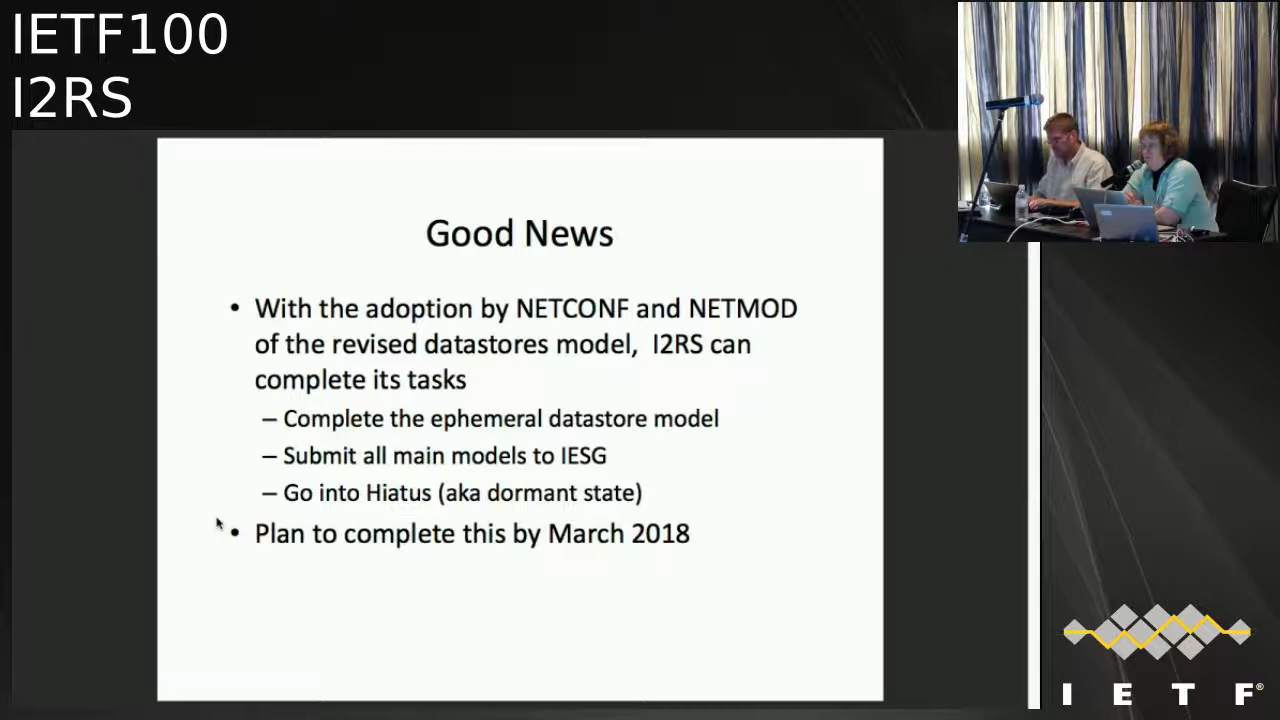 IETF100
I2RS
Good News
• With the adoption by NETCONF and NETMOD
of the revised datastores model, I2RS can
complete its tasks
– Complete the ephemeral datastore model
– Submit all main models to IESG
– Go into Hiatus (aka dormant state)
• Plan to complete this by March 2018
I E T F®